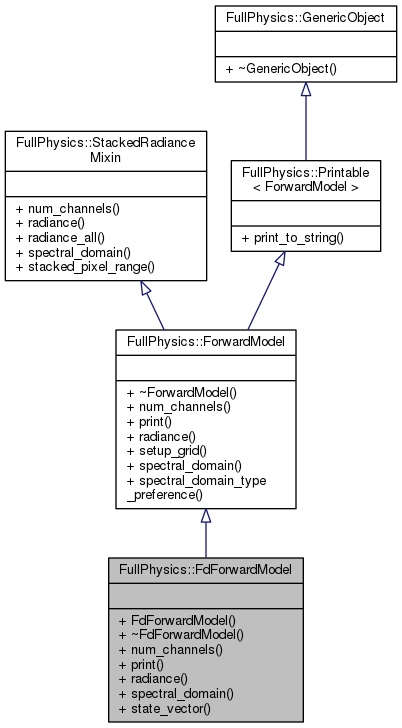 FullPhysics::GenericObject
+ ~GenericObject()
FullPhysics::StackedRadiance
Mixin
+ num_channels()
+ radiance()
+ radiance_all()
+ spectral_domain()
+ stacked_pixel_range()
FullPhysics::Printable
< ForwardModel >
+ print_to_string()
FullPhysics::ForwardModel
+ ~ForwardModel()
+ num_channels()
+ print()
+ radiance()
+ setup_grid()
+ spectral_domain()
+ spectral_domain_type
_preference()
FullPhysics::FdForwardModel
+ FdForwardModel()
+ ~FdForwardModel()
+ num_channels()
+ print()
+ radiance()
+ spectral_domain()
+ state_vector()